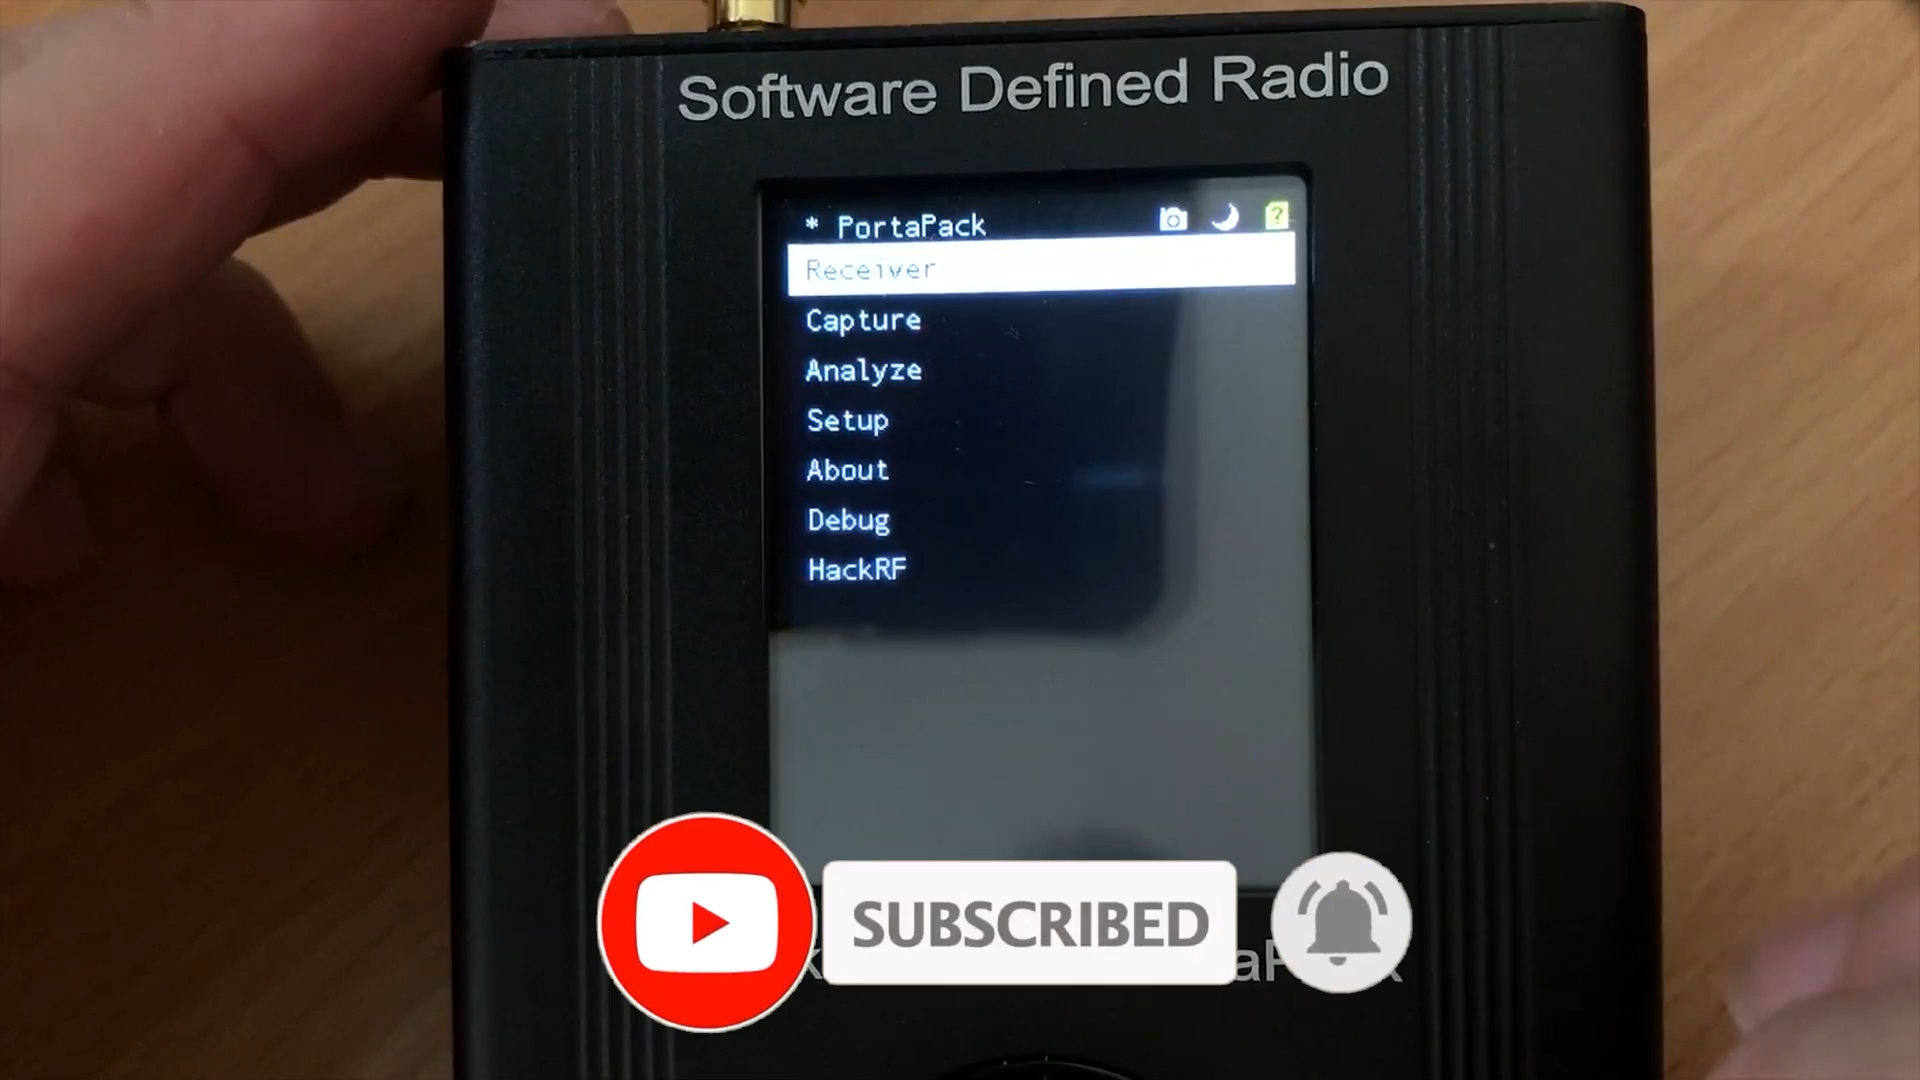 Software Defined Radio
* PortaPack
?
Receiver
Capture
Analyze
Setup
About
Debug
HackRF
SUBSCRIBED